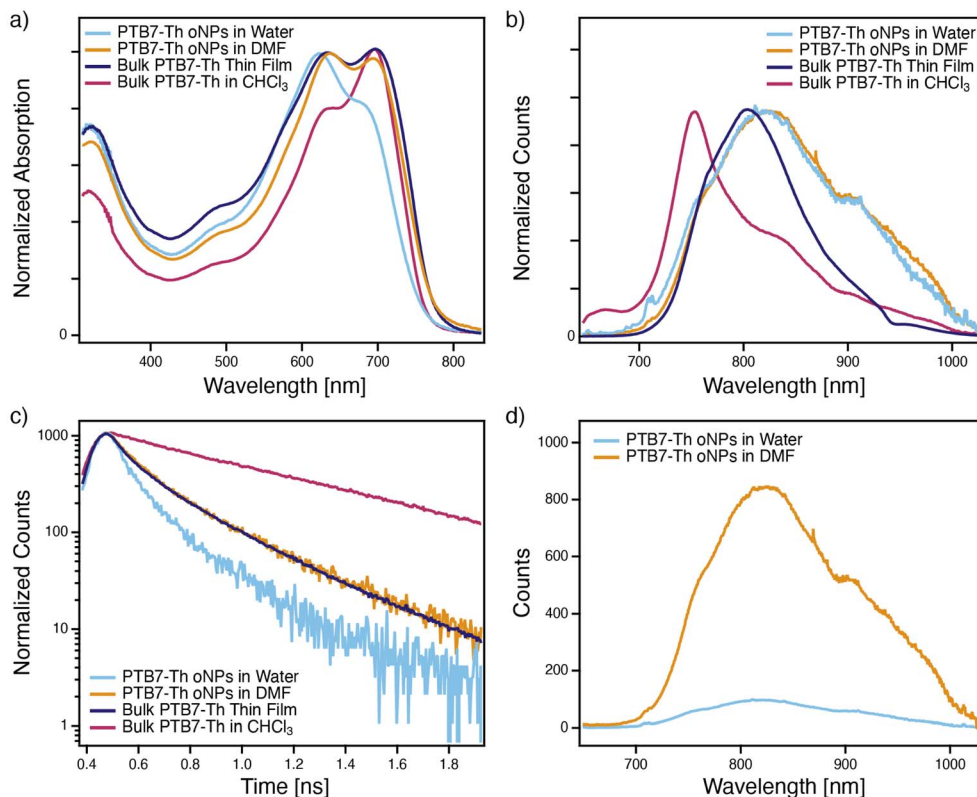 a)
PTB7-Th oNPs in Water
PTB7-Th oNPs in DMF
Bulk PTB7-Th Thin Film
Bulk PTB7-Th in CHCl₃
Normalized Absorption
0
400 500 600 700 800
Wavelength [nm]
b)
PTB7-Th oNPs in Water
PTB7-Th oNPs in DMF
Bulk PTB7-Th Thin Film
Bulk PTB7-Th in CHCl₃
Normalized Counts
0
700 800 900 1000
Wavelength [nm]
c)
1000
100
10
1
Normalized Counts
PTB7-Th oNPs in Water
PTB7-Th oNPs in DMF
Bulk PTB7-Th Thin Film
Bulk PTB7-Th in CHCl₃
0.4 0.6 0.8 1.0 1.2 1.4 1.6 1.8
Time [ns]
d)
1000
800
600
400
200
0
Counts
PTB7-Th oNPs in Water
PTB7-Th oNPs in DMF
700 800 900 1000
Wavelength [nm]